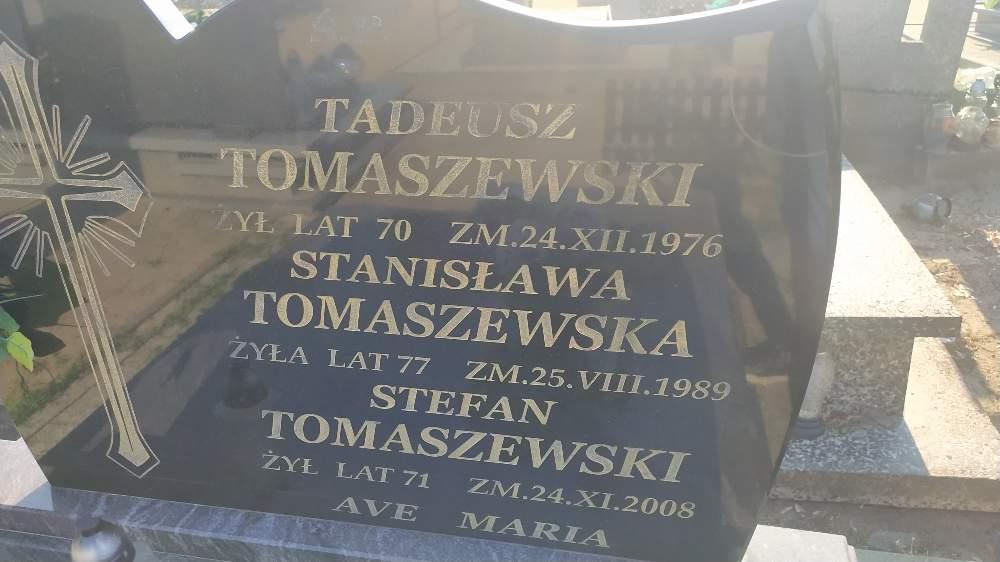 TADEUSZ
TOMASZEWSKI
ŻYŁ LAT 70 ZM.24.XII.1976
STANISŁAWA
TOMASZEWSKA
ŻYŁA LAT 77 ZM.25.VIII.1989
STEFAN
TOMASZEWSKI
ŻYŁ LAT 71 ZM.24.XI.2008
AVE MARIA